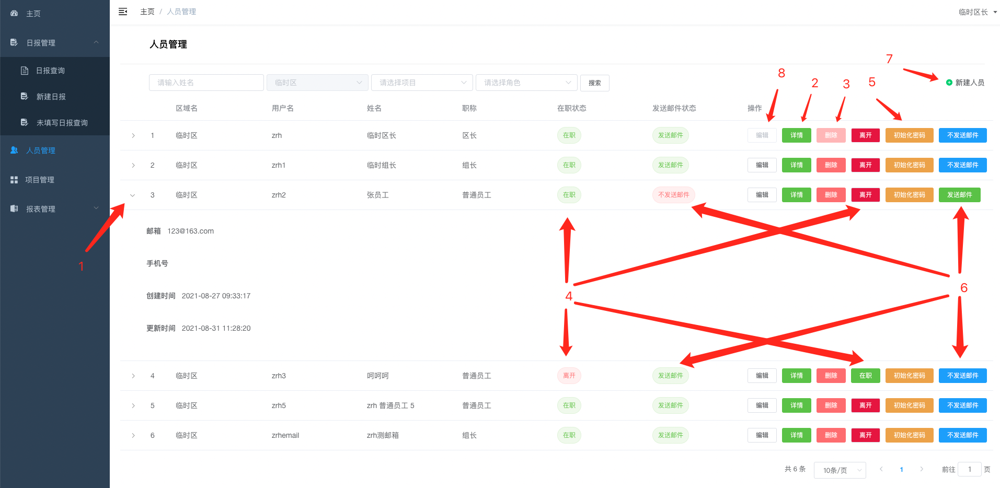 主页
日报管理
日报查询
新建日报
未填写日报查询
人员管理
项目管理
报表管理
主页 / 人员管理
临时区长
人员管理
7
8 2 3 5
请输入姓名 临时区 请选择项目 请选择角色 搜索 新建人员
区域名 用户名 姓名 职称 在职状态 发送邮件状态 操作
1 临时区 zrh 临时区长 区长 在职 发送邮件 编辑 详情 删除 离开 初始化密码 不发送邮件
2 临时区 zrh1 临时组长 组长 在职 发送邮件 编辑 详情 删除 离开 初始化密码 不发送邮件
3 临时区 zrh2 张员工 普通员工 在职 不发送邮件 编辑 详情 删除 离开 初始化密码 发送邮件
邮箱 123@163.com
1
手机号
4 6
创建时间 2021-08-27 09:33:17
更新时间 2021-08-31 11:28:20
4 临时区 zrh3 呵呵呵 普通员工 离开 发送邮件 编辑 详情 删除 在职 初始化密码 不发送邮件
5 临时区 zrh5 zrh 普通员工 5 普通员工 在职 发送邮件 编辑 详情 删除 离开 初始化密码 不发送邮件
6 临时区 zrhemail zrh测邮箱 组长 在职 发送邮件 编辑 详情 删除 离开 初始化密码 不发送邮件
共 6 条 10条/页 1 前往 1 页